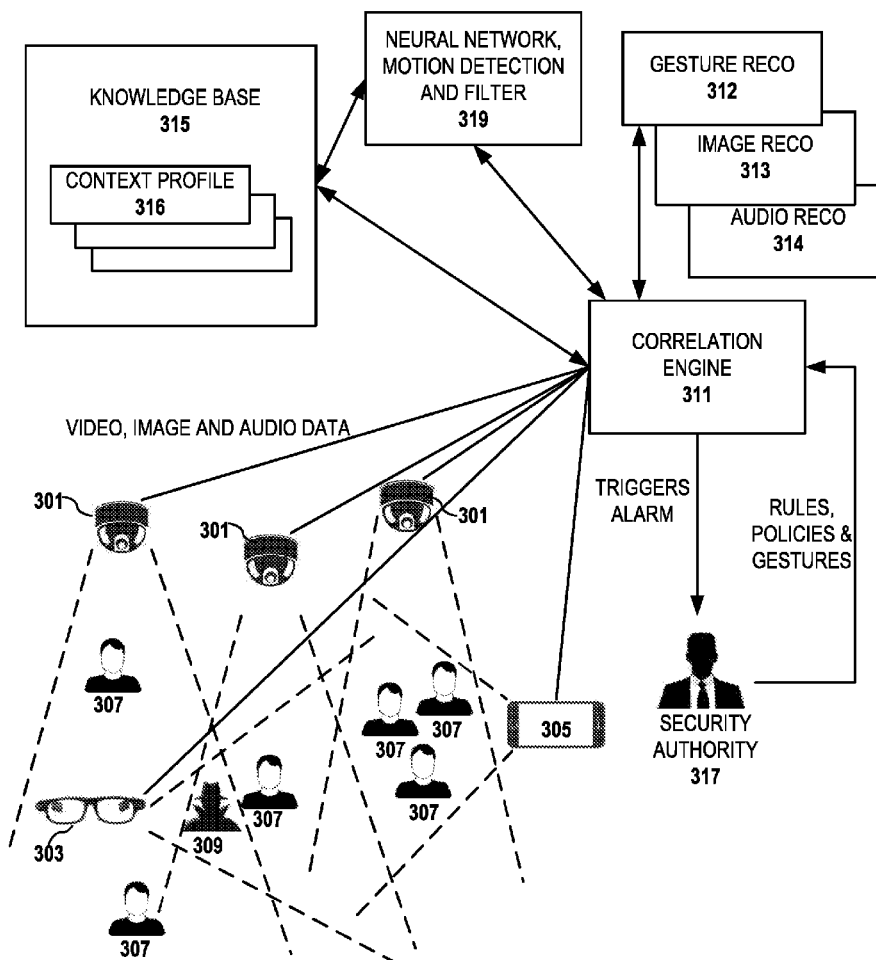 KNOWLEDGE BASE
315
CONTEXT PROFILE
316
NEURAL NETWORK,
MOTION DETECTION
AND FILTER
319
GESTURE RECO
312
IMAGE RECO
313
AUDIO RECO
314
CORRELATION
ENGINE
311
VIDEO, IMAGE AND AUDIO DATA
301
301
301
TRIGGERS
ALARM
RULES,
POLICIES &
GESTURES
307
307
307
307
307
307
305
303
309
SECURITY
AUTHORITY
317